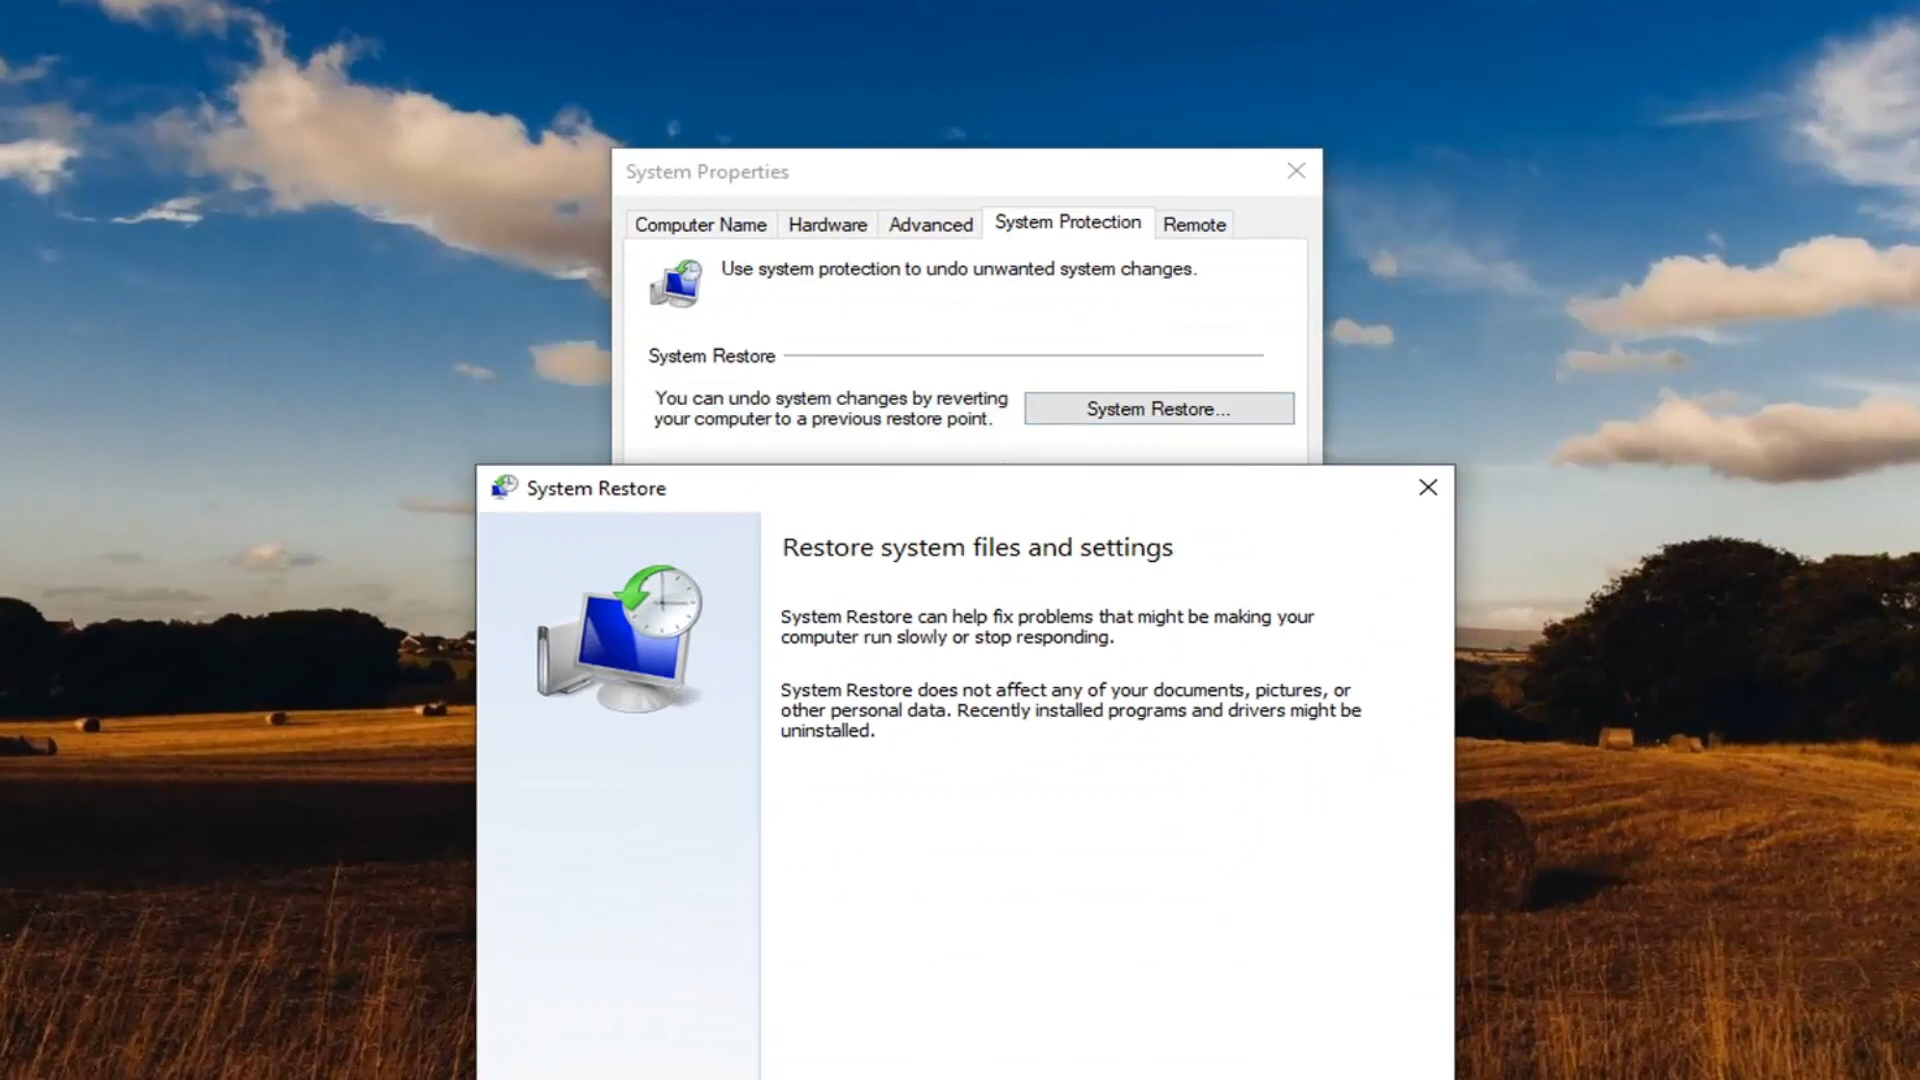 System Properties
Computer Name
Hardware
Advanced
System Protection
Remote
Use system protection to undo unwanted system changes.
System Restore
You can undo system changes by reverting
your computer to a previous restore point.
System Restore...
System Restore
Restore system files and settings
System Restore can help fix problems that might be making your
computer run slowly or stop responding.
System Restore does not affect any of your documents, pictures, or
other personal data. Recently installed programs and drivers might be
uninstalled.